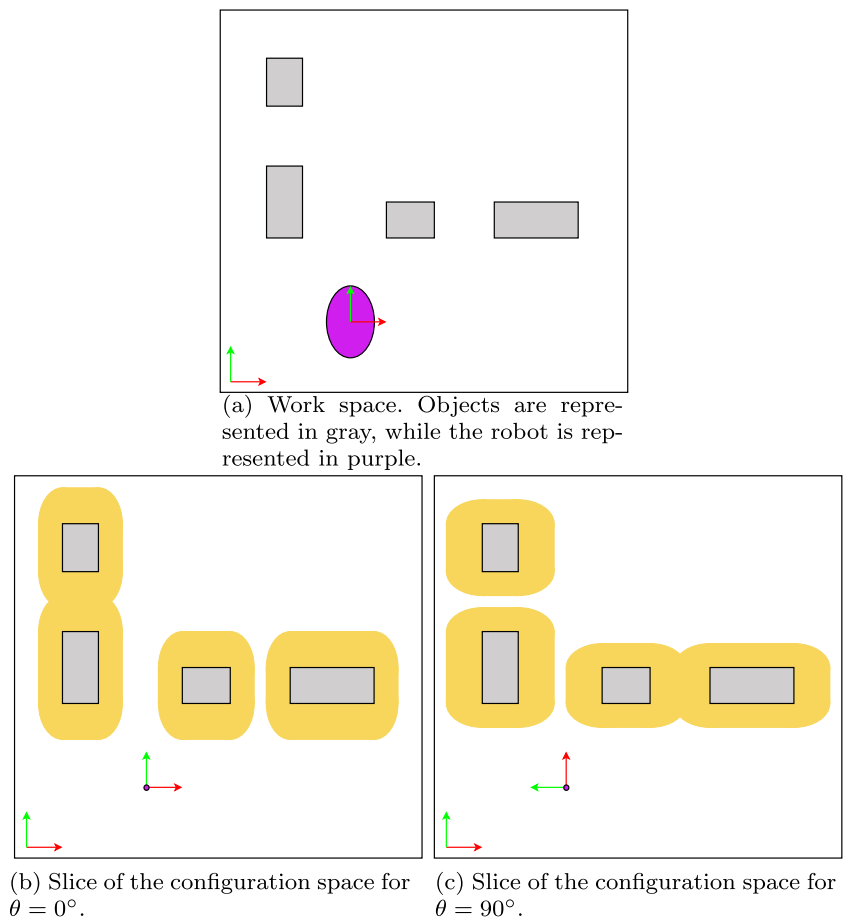 (a) Work space. Objects are repre-
sented in gray, while the robot is rep-
resented in purple.
(b) Slice of the configuration space for
θ = 0°.
(c) Slice of the configuration space for
θ = 90°.